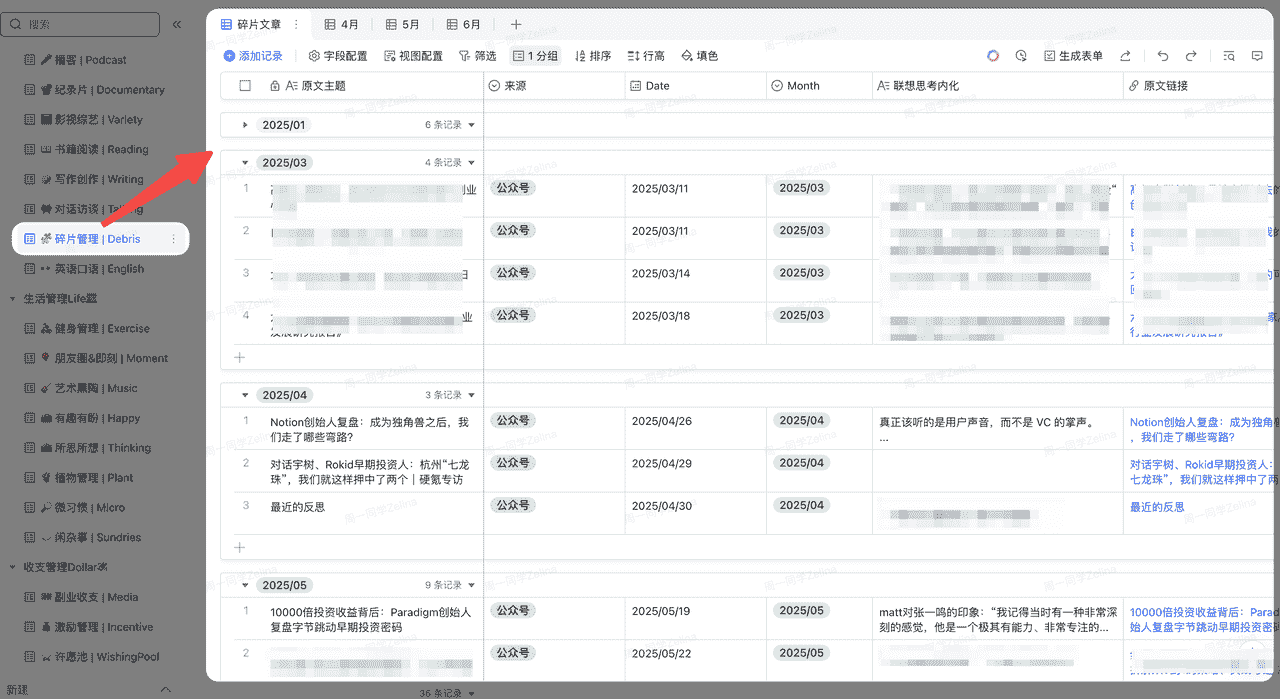 搜索
播客 | Podcast
纪录片 | Documentary
影视综艺 | Variety
书籍阅读 | Reading
写作创作 | Writing
对话访谈 |
碎片管理 | Debris
英语口语 | English
生活管理Life
健身管理 | Exercise
朋友圈&即刻 | Moment
艺术熏陶 | Music
有趣有盼 | Happy
所思所想 | Thinking
植物管理 | Plant
微习惯 | Micro
闲杂事 | Sundries
收支管理Dollar
副业收支 | Media
激励管理 | Incentive
许愿池 | WishingPool
新建
碎片文章
4月
5月
6月
添加记录
字段配置
视图配置
筛选
1 分组
排序
行高
填色
生成表单
原文主题
来源
Date
Month
联想思考内化
原文链接
2025/01
6 条记录
2025/03
4 条记录
1
业
公众号
2025/03/11
2025/03
2
公众号
2025/03/11
2025/03
3
公众号
2025/03/14
2025/03
4
业
公众号
2025/03/18
2025/03
2025/04
3 条记录
1
Notion创始人复盘：成为独角兽之后，我
们走了哪些弯路？
公众号
2025/04/26
2025/04
真正该听的是用户声音，而不是 VC 的掌声。
...
Notion创始人复盘：成为独角
，我们走了哪些弯路？
2
对话宇树、Rokid早期投资人：杭州“七龙
珠”，我们就这样押中了两个｜硬氪专访
公众号
2025/04/29
2025/04
对话宇树、Rokid早期投资人：
七龙珠”，我们就这样押中了两
3
最近的反思
公众号
2025/04/30
2025/04
最近的反思
2025/05
9 条记录
1
10000倍投资收益背后：Paradigm创始人
复盘字节跳动早期投资密码
公众号
2025/05/19
2025/05
matt对张一鸣的印象：“我记得当时有一种非常深
刻的感觉，他是一个极其有能力、非常专注的...
10000倍投资收益背后：Parad
始人复盘字节跳动早期投资密
2
公众号
2025/05/22
2025/05
36 条记录
周一同学Zelina